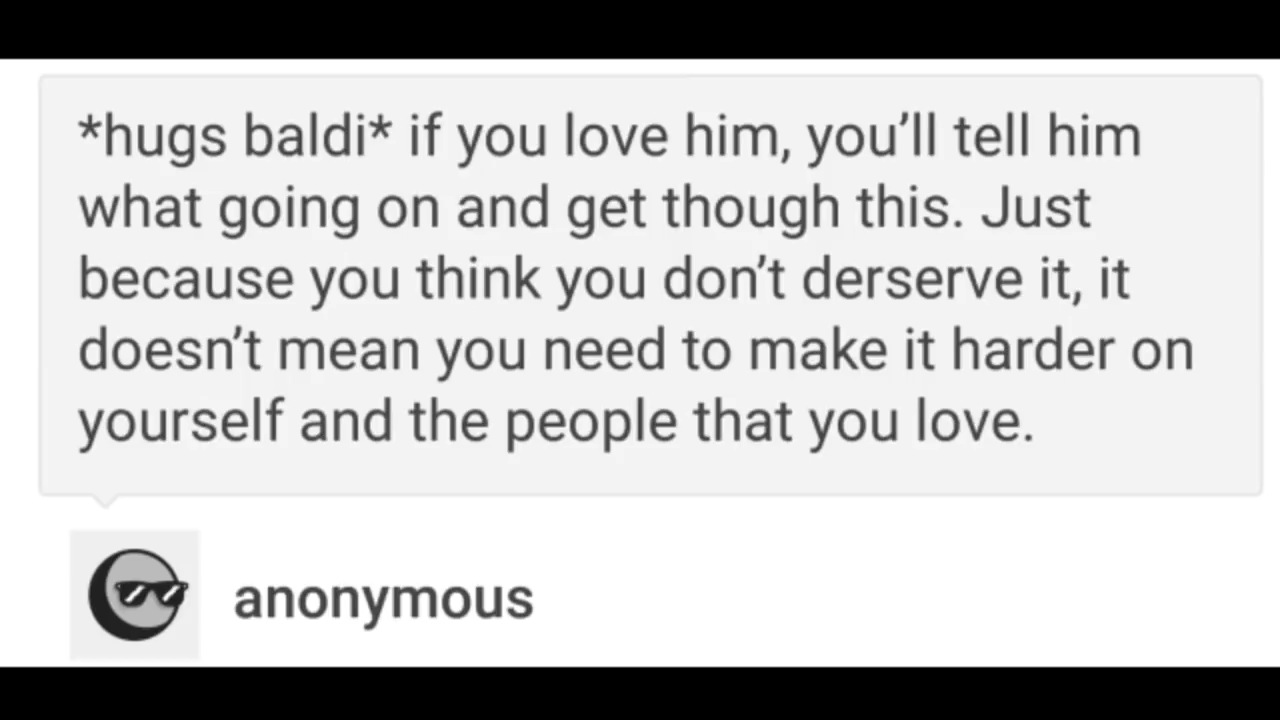 *hugs baldi* if you love him, you’ll tell him
what going on and get though this. Just
because you think you don’t derserve it, it
doesn’t mean you need to make it harder on
yourself and the people that you love.
anonymous